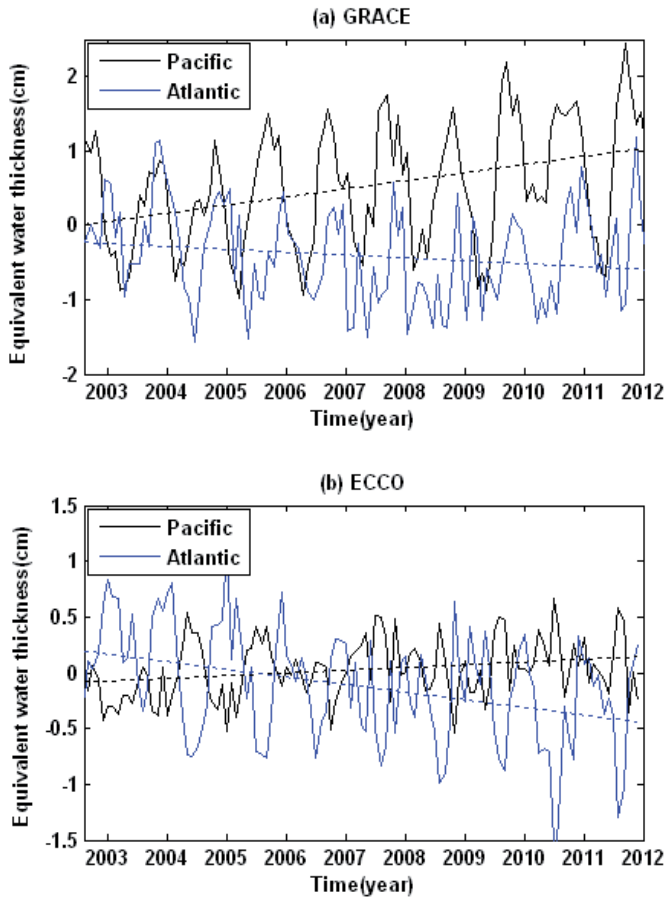 (a) GRACE
Pacific
Atlantic
Equivalent water thickness(cm)
2
1
0
-1
-2
2003 2004 2005 2006 2007 2008 2009 2010 2011 2012
Time(year)
(b) ECCO
Pacific
Atlantic
Equivalent water thickness(cm)
1.5
1
0.5
0
-0.5
-1
-1.5
2003 2004 2005 2006 2007 2008 2009 2010 2011 2012
Time(year)